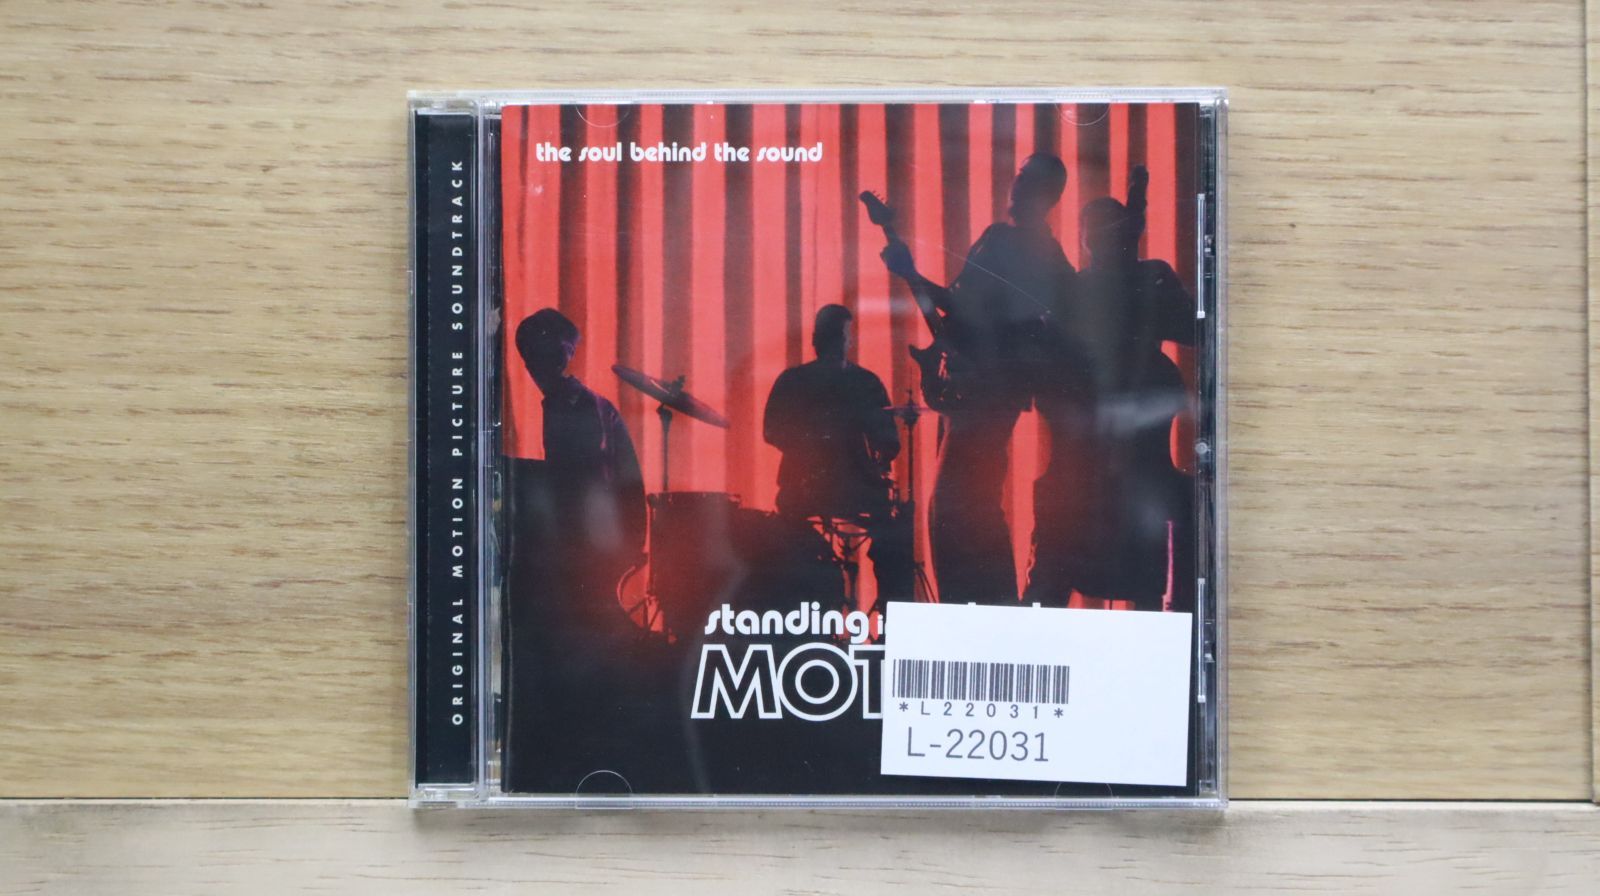 ORIGINAL MOTION PICTURE SOUNDTRACK
the soul behind the sound
standing
MOT
*L22031*
L-22031